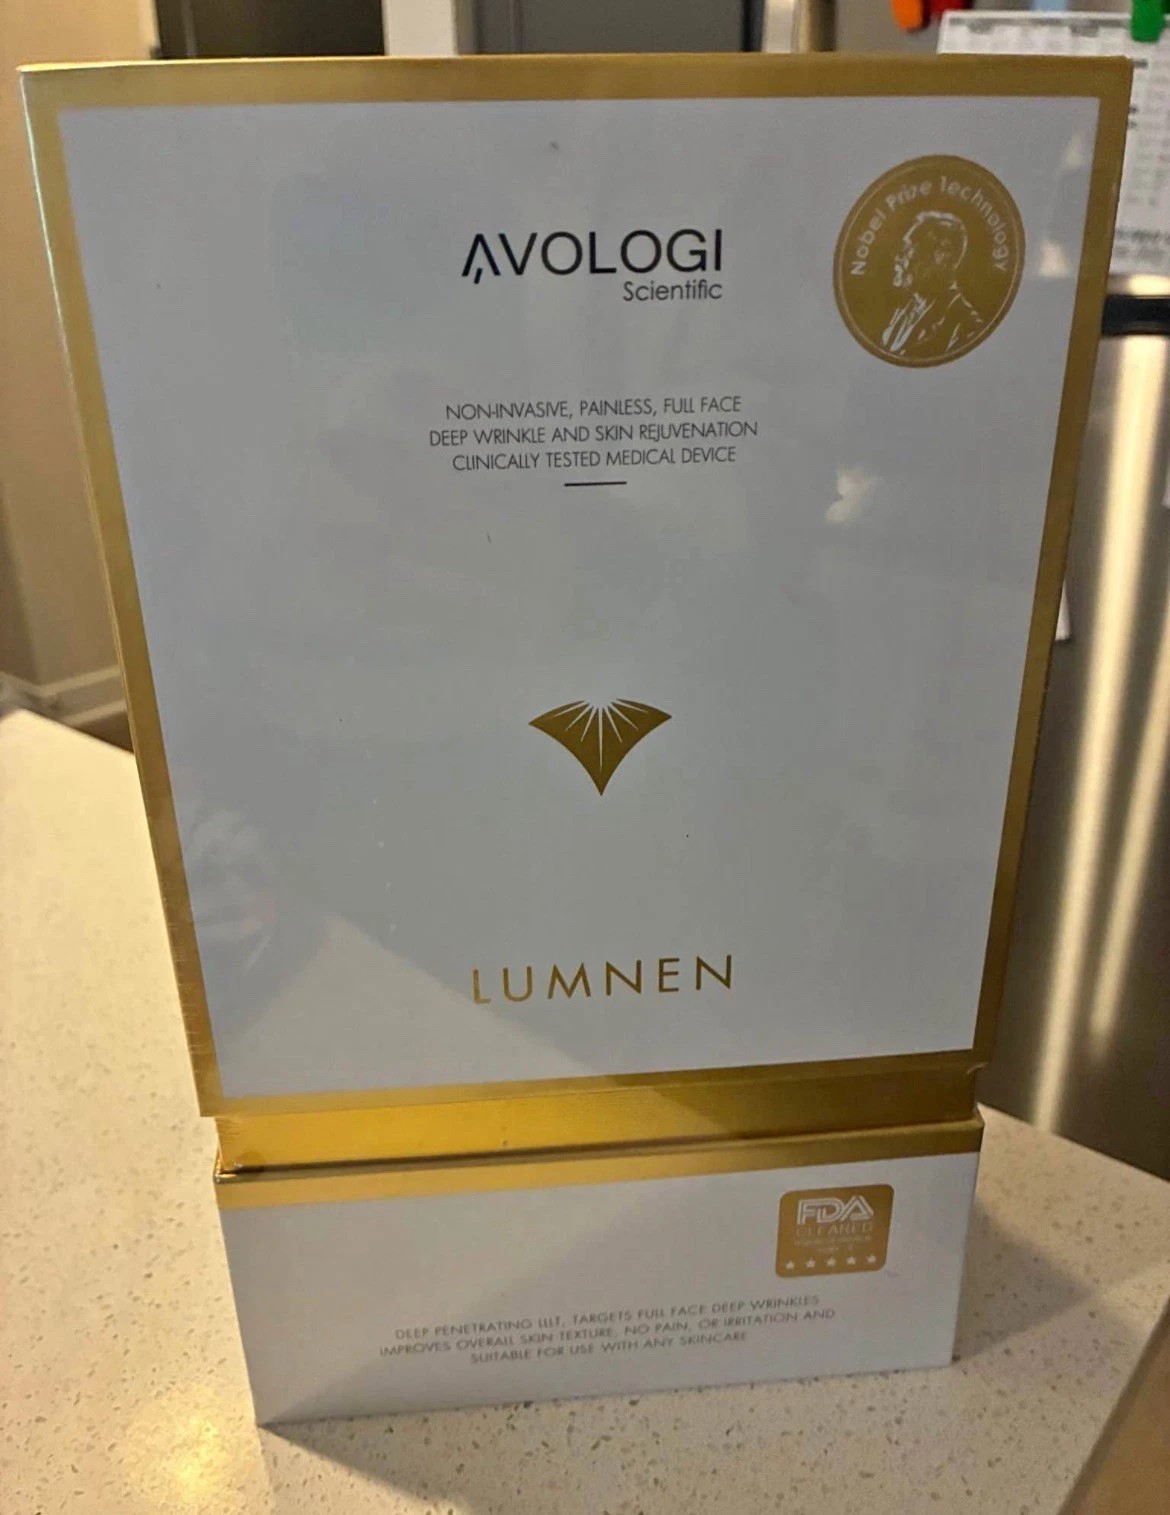 AVOLOGI
Scientific
Nobel Prize Technology
NON-INVASIVE, PAINLESS, FULL FACE
DEEP WRINKLE AND SKIN REJUVENATION
CLINICALLY TESTED MEDICAL DEVICE
LUMNEN
FDA
CLEARED
DEEP PENETRATING LLLT, TARGETS FULL FACE DEEP WRINKLES
IMPROVES OVERALL SKIN TEXTURE, NO PAIN, OR IRRITATION AND
SUITABLE FOR USE WITH ANY SKINCARE